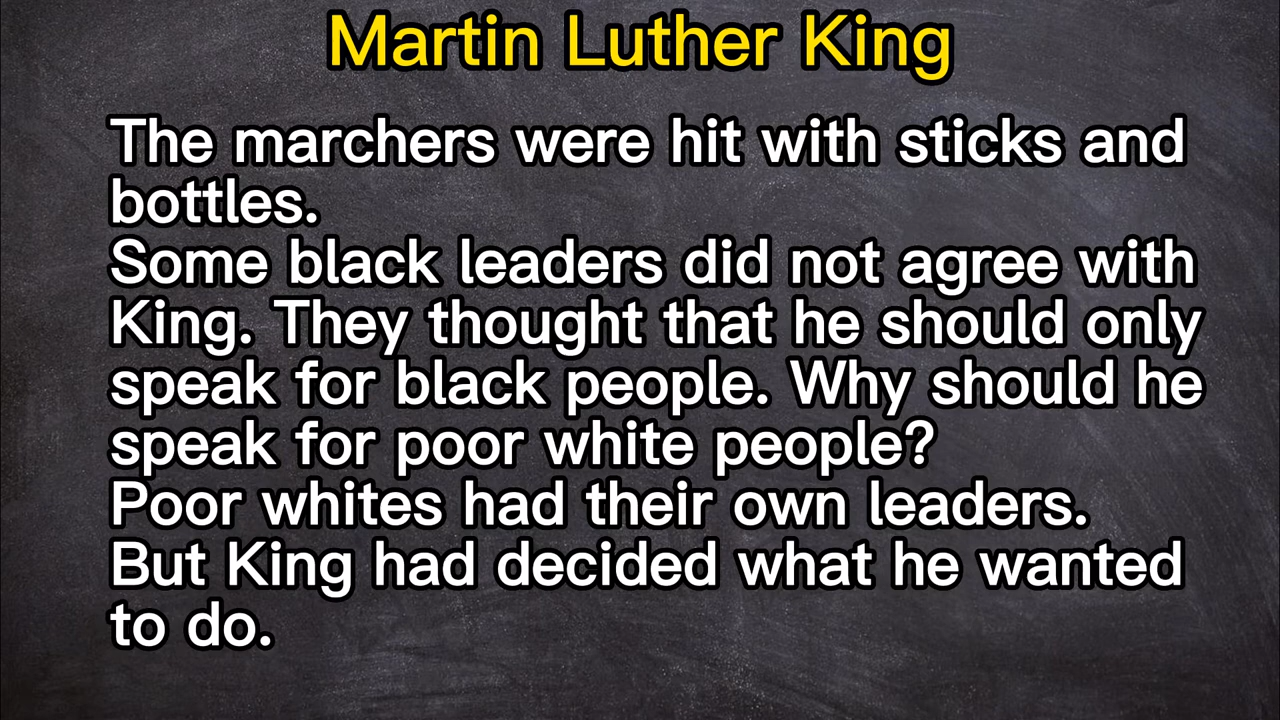 Martin Luther King
The marchers were hit with sticks and
bottles.
Some black leaders did not agree with
King. They thought that he should only
speak for black people. Why should he
speak for poor white people?
Poor whites had their own leaders.
But King had decided what he wanted
to do.